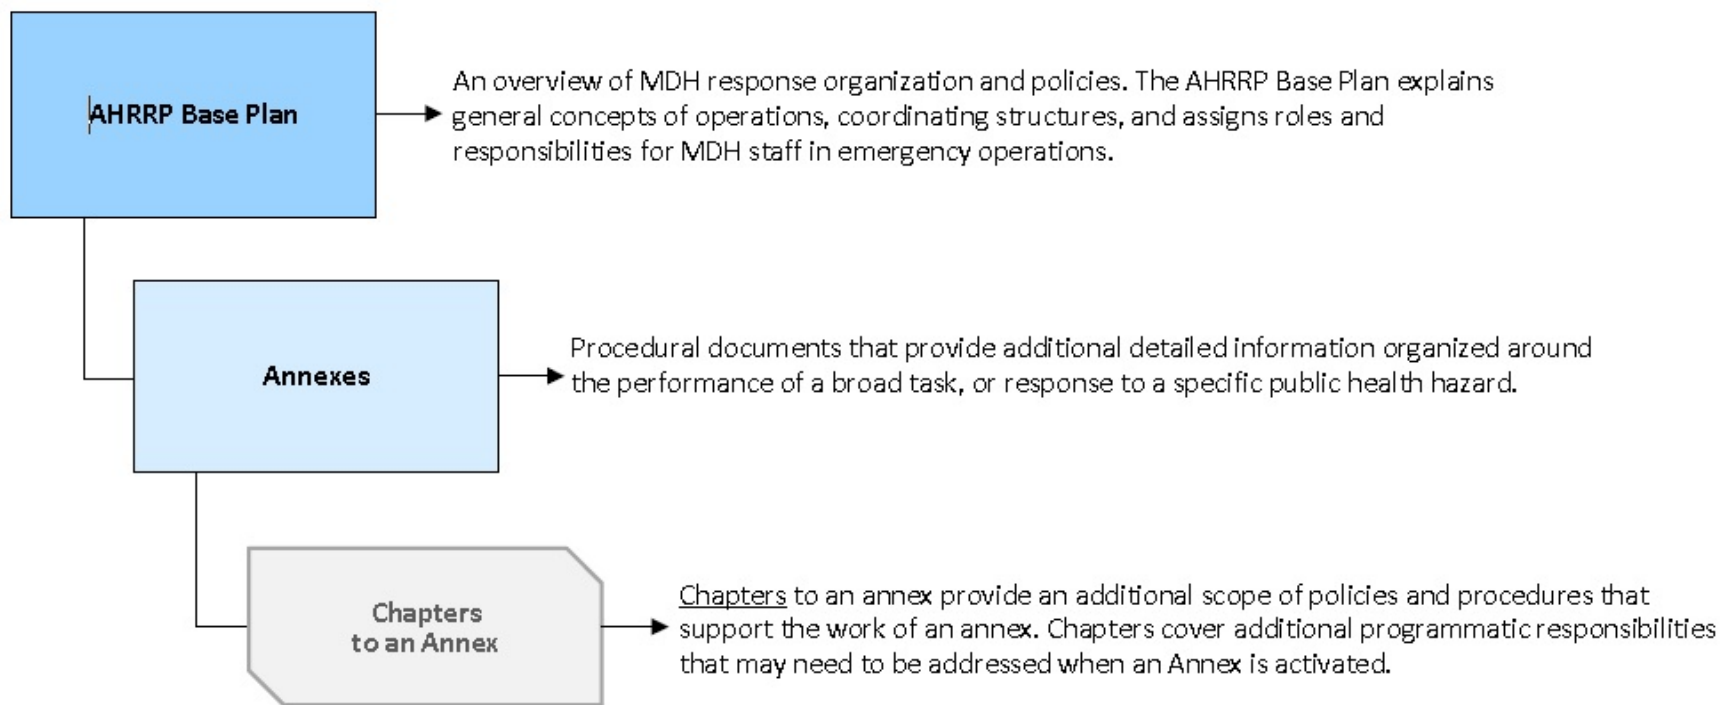 AHRRP Base Plan
An overview of MDH response organization and policies. The AHRRP Base Plan explains
general concepts of operations, coordinating structures, and assigns roles and
responsibilities for MDH staff in emergency operations.
Annexes
Procedural documents that provide additional detailed information organized around
the performance of a broad task, or response to a specific public health hazard.
Chapters
to an Annex
Chapters to an annex provide an additional scope of policies and procedures that
support the work of an annex. Chapters cover additional programmatic responsibilities
that may need to be addressed when an Annex is activated.